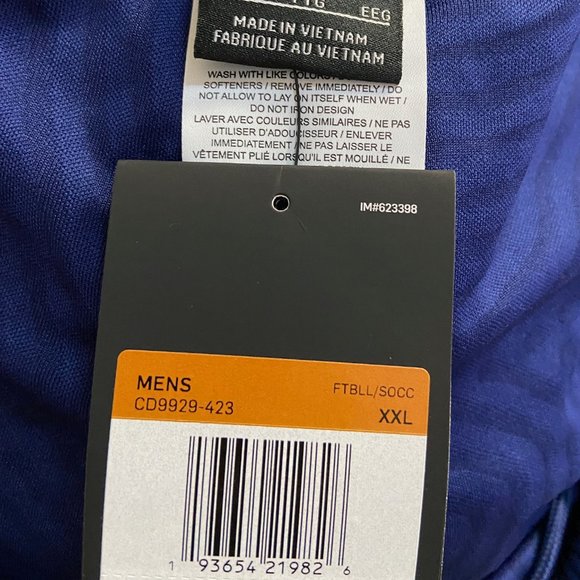 EEG
MADE IN VIETNAM
FABRIQUE AU VIETNAM
WASH WITH LIKE COLORS /
SOFTENERS / REMOVE IMMEDIATELY / DO
NOT ALLOW TO LAY ON ITSELF WHEN WET /
DO NOT IRON DESIGN
LAVER AVEC COULEURS SIMILAIRES / NE PAS
UTILISER D'ADOUCISSEUR / ENLEVER
IMMEDIATEMENT / NE PAS LAISSER LE
VÊTEMENT PLIÉ LORSQU'IL EST MOUILLÉ / NE
IM#623398
MENS
FTBLL/SOCC
CD9929-423
XXL
1 93654 21982 6